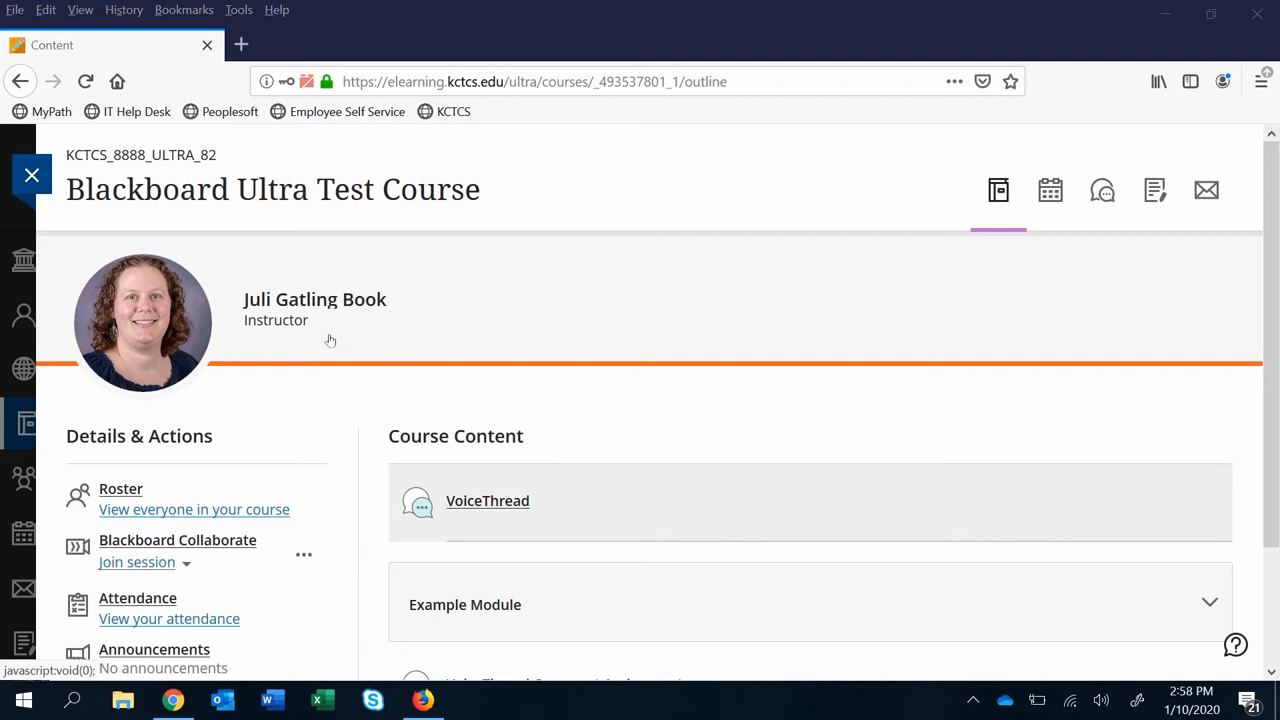 File Edit View History Bookmarks Tools Help
Content
https://elearning.kctcs.edu/ultra/courses/_493537801_1/outline
MyPath IT Help Desk Peoplesoft Employee Self Service KCTCS
KCTCS_8888_ULTRA_82
Blackboard Ultra Test Course
Juli Gatling Book
Instructor
Details & Actions
Roster
View everyone in your course
Blackboard Collaborate
Join session
Attendance
View your attendance
Announcements
No announcements
Course Content
VoiceThread
Example Module
javascript:void(0);
2:58 PM
1/10/2020
21